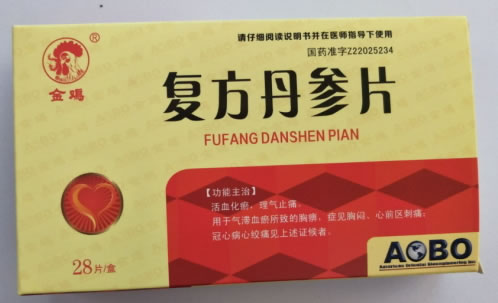 请仔细阅读说明书并在医师指导下使用
国药准字Z22025234
®
金鸡
复方丹参片
FUFANG DANSHEN PIAN
【功能主治】
活血化瘀，理气止痛。
用于气滞血瘀所致的胸痹，症见胸闷、心前区刺痛；
冠心病心绞痛见上述证候者。
28片/盒
AOBO